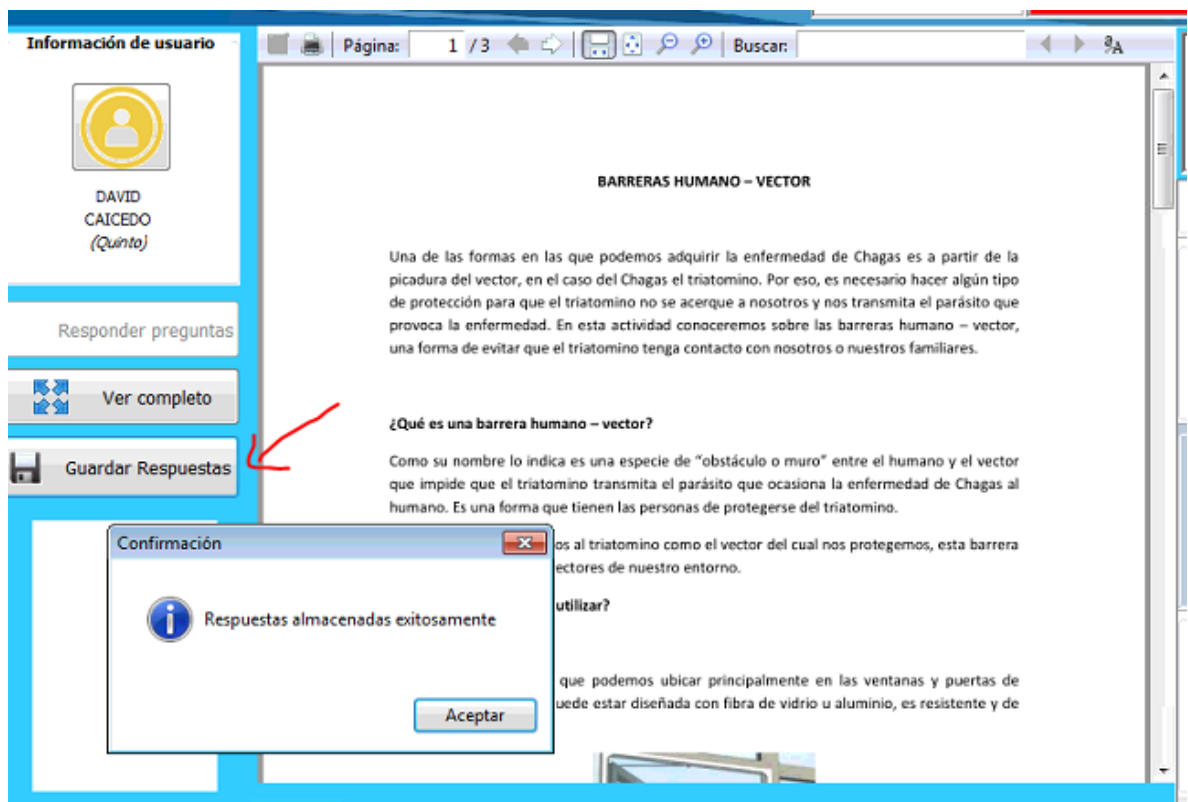 Información de usuario
Página: 1 / 3 Buscar:
DAVID
CAICEDO
(Quinto)
Responder preguntas
Ver completo
Guardar Respuestas
BARRERAS HUMANO – VECTOR
Una de las formas en las que podemos adquirir la enfermedad de Chagas es a partir de la
picadura del vector, en el caso del Chagas el triatomino. Por eso, es necesario hacer algún tipo
de protección para que el triatomino no se acerque a nosotros y nos transmita el parásito que
provoca la enfermedad. En esta actividad conoceremos sobre las barreras humano – vector,
una forma de evitar que el triatomino tenga contacto con nosotros o nuestros familiares.
¿Qué es una barrera humano – vector?
Como su nombre lo indica es una especie de “obstáculo o muro” entre el humano y el vector
que impide que el triatomino transmita el parásito que ocasiona la enfermedad de Chagas al
humano. Es una forma que tienen las personas de protegerse del triatomino.
os al triatomino como el vector del cual nos protegemos, esta barrera
ectores de nuestro entorno.
utilizar?
que podemos ubicar principalmente en las ventanas y puertas de
uede estar diseñada con fibra de vidrio u aluminio, es resistente y de
Confirmación
Respuestas almacenadas exitosamente
Aceptar